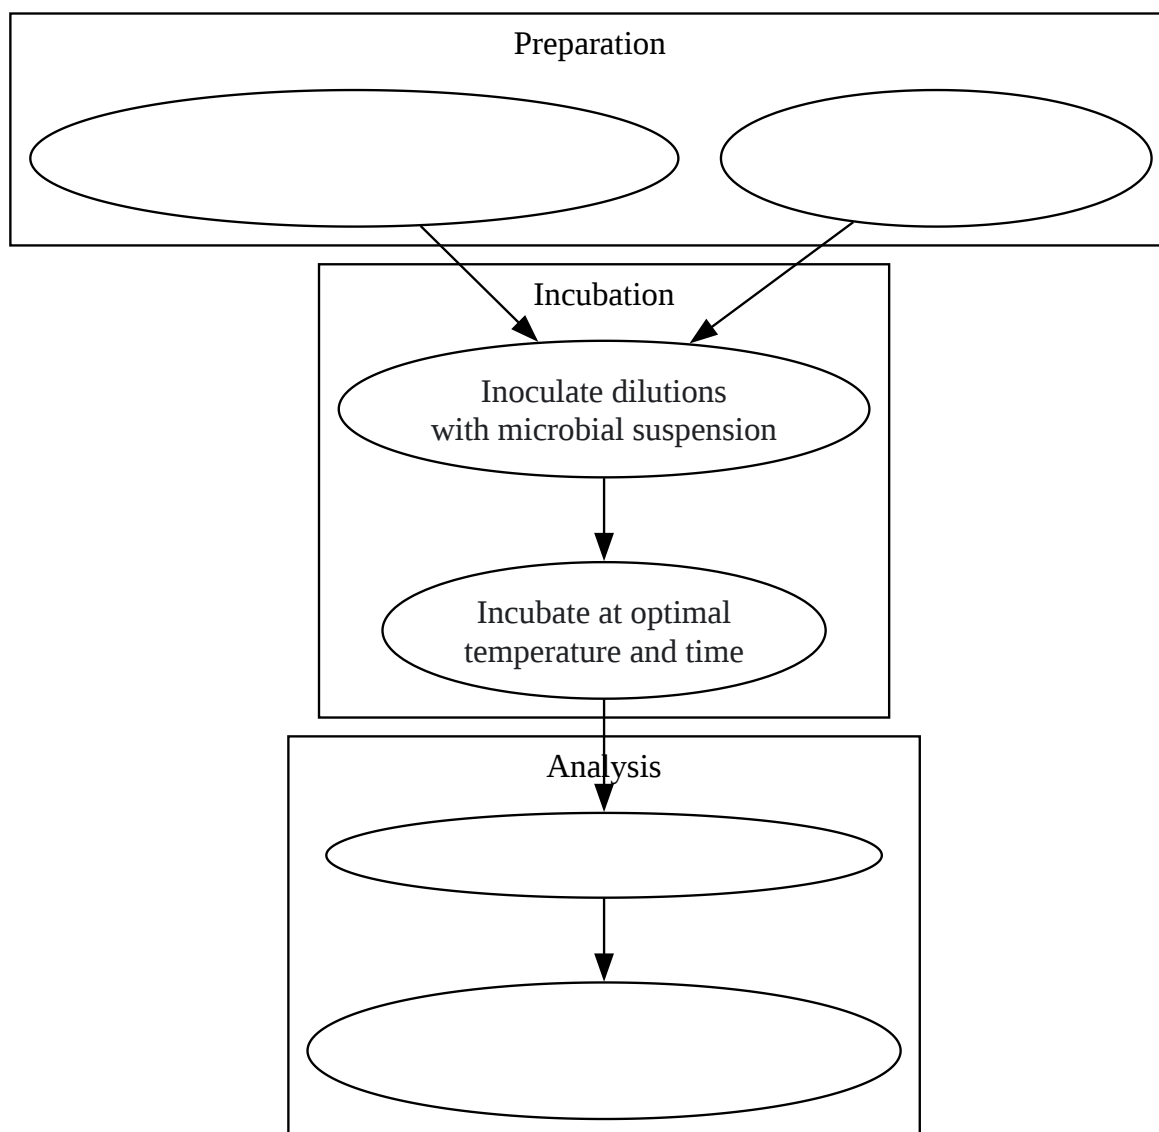 Preparation
Incubation
Inoculate dilutions
with microbial suspension
Incubate at optimal
temperature and time
Analysis